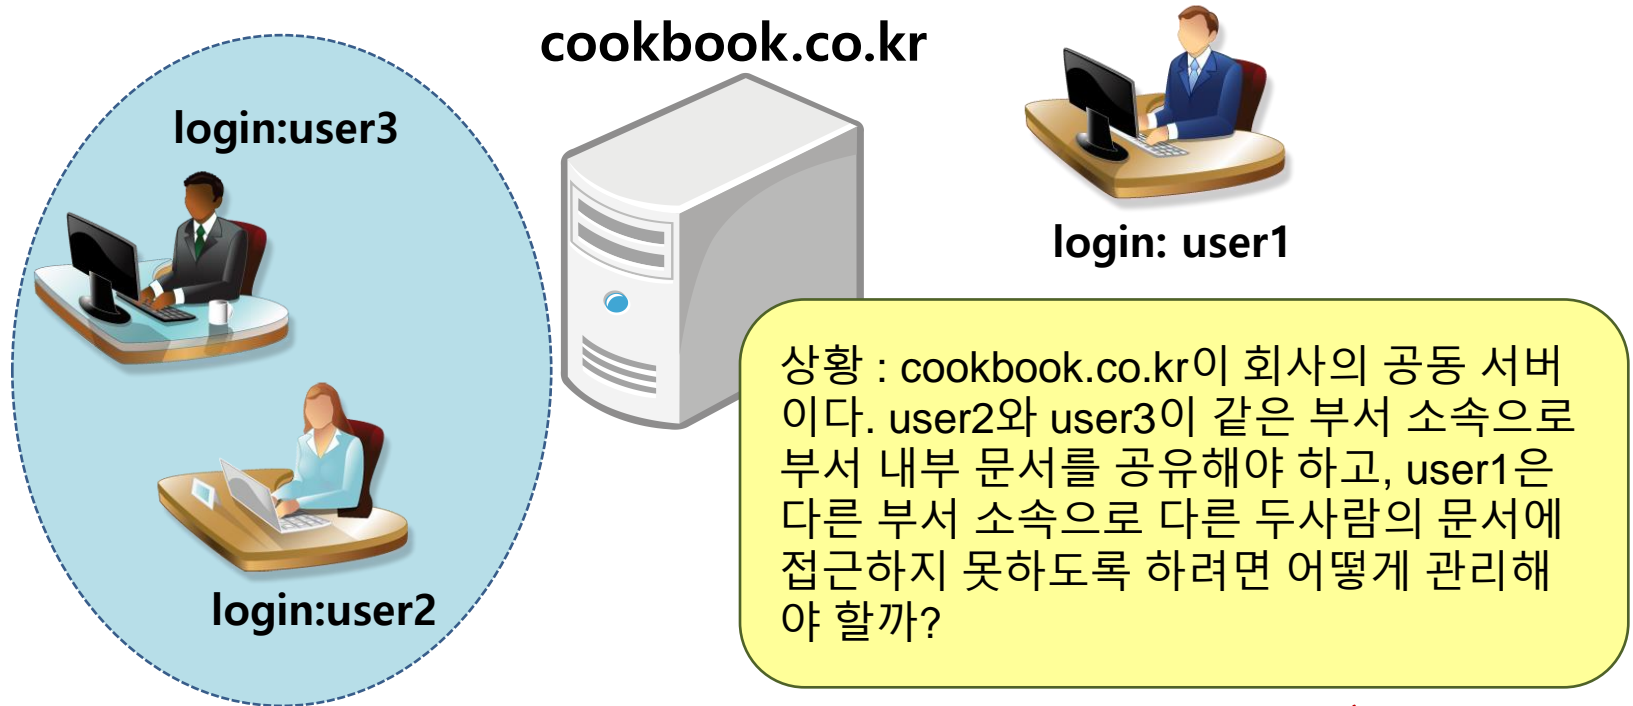 cookbook.co.kr
login:user3
login: user1
login:user2
상황 : cookbook.co.kr이 회사의 공동 서버
이다. user2와 user3이 같은 부서 소속으로
부서 내부 문서를 공유해야 하고, user1은
다른 부서 소속으로 다른 두사람의 문서에
접근하지 못하도록 하려면 어떻게 관리해
야 할까?